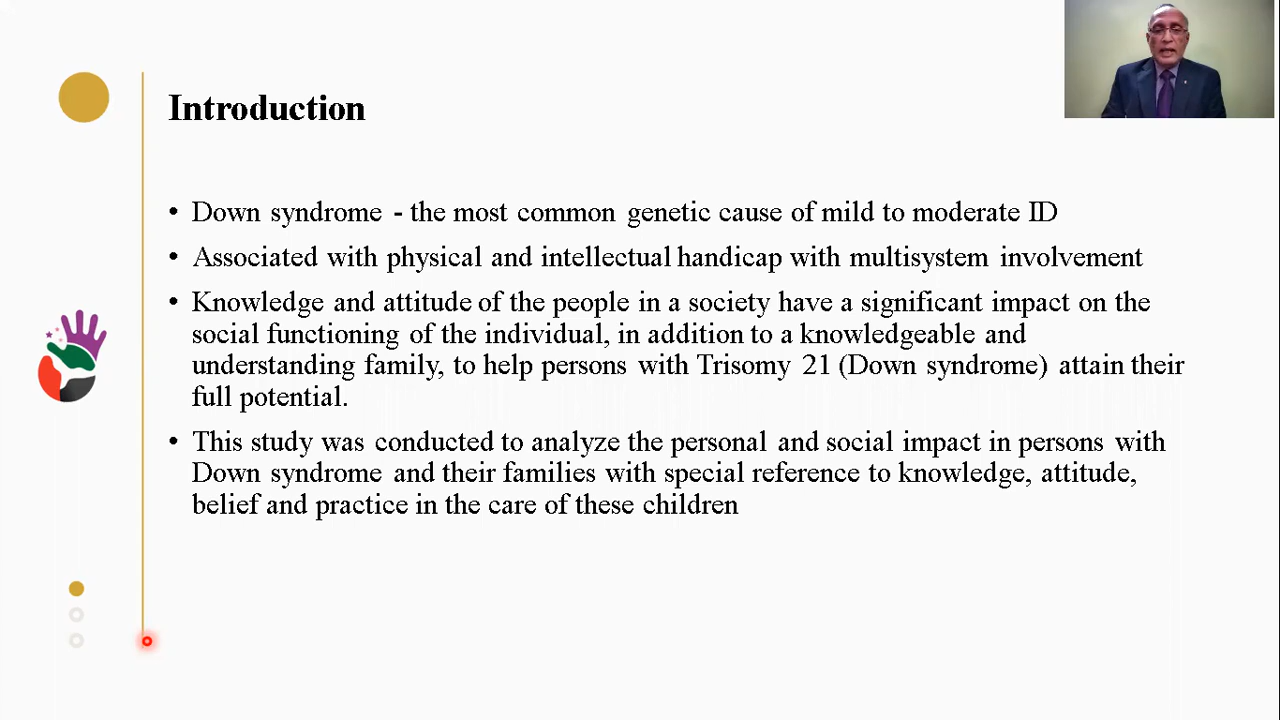 Introduction
• Down syndrome - the most common genetic cause of mild to moderate ID
• Associated with physical and intellectual handicap with multisystem involvement
• Knowledge and attitude of the people in a society have a significant impact on the
social functioning of the individual, in addition to a knowledgeable and
understanding family, to help persons with Trisomy 21 (Down syndrome) attain their
full potential.
• This study was conducted to analyze the personal and social impact in persons with
Down syndrome and their families with special reference to knowledge, attitude,
belief and practice in the care of these children